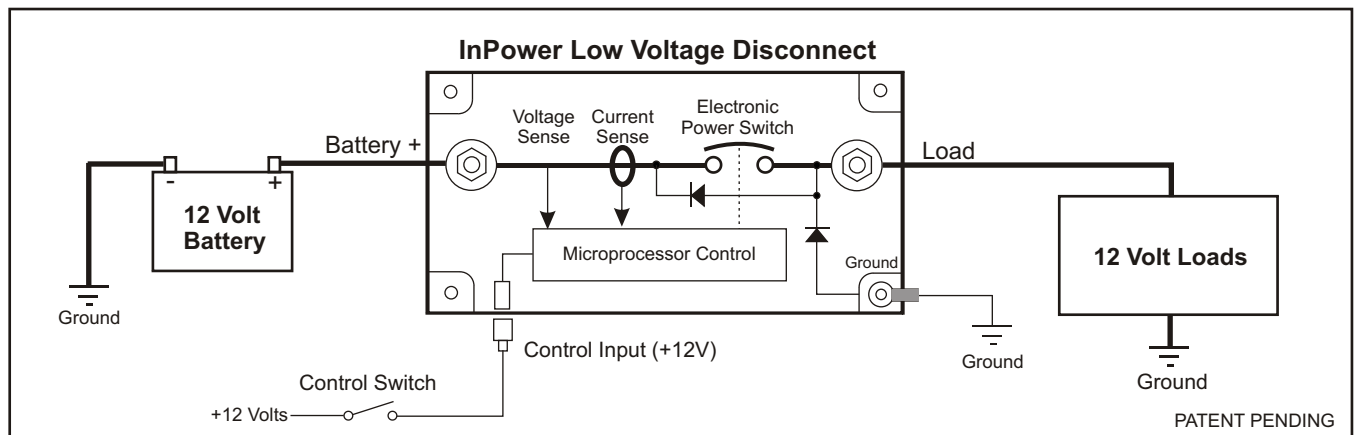 InPower Low Voltage Disconnect
Battery +
Voltage
Sense
Current
Sense
Electronic
Power Switch
Load
- +
12 Volt
Battery
Microprocessor Control
Ground
12 Volt Loads
Ground
Control Input (+12V)
Ground
Ground
Control Switch
+12 Volts
PATENT PENDING